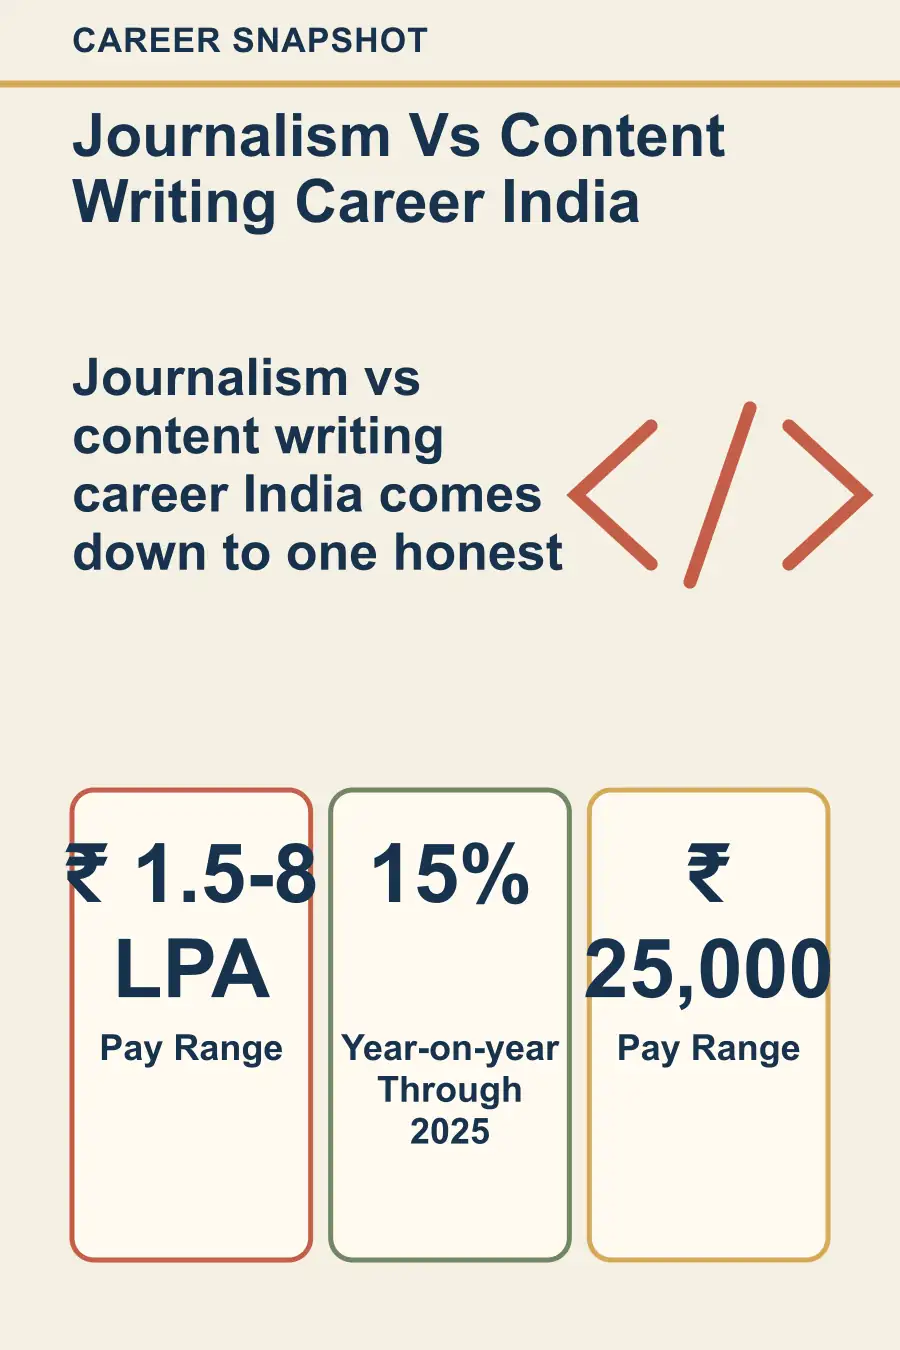 CAREER SNAPSHOT
Journalism Vs Content
Writing Career India
Journalism vs
content writing
career India comes
down to one honest
₹ 1.5-8
LPA
Pay Range
15%
Year-on-year
Through
2025
₹
25,000
Pay Range